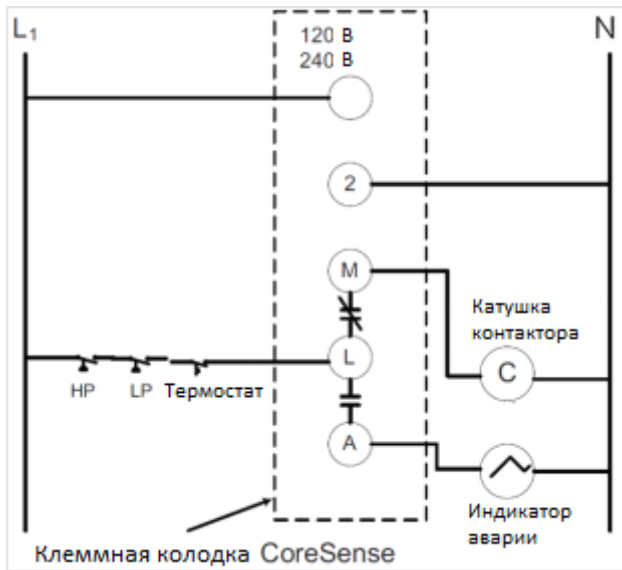 L1
N
120 В
240 В
2
M
Катушка
контактора
C
L
HP
LP
Термостат
A
Индикатор
аварии
Клеммная колодка CoreSense